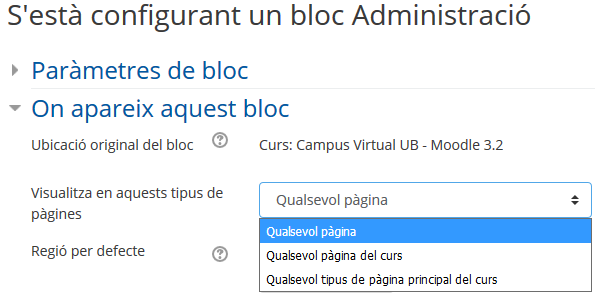 S'està configurant un bloc Administració
Paràmetres de bloc
On apareix aquest bloc
Ubicació original del bloc
Curs: Campus Virtual UB - Moodle 3.2
Visualitza en aquests tipus de
pàgines
Qualsevol pàgina
Qualsevol pàgina
Qualsevol pàgina del curs
Qualsevol tipus de pàgina principal del curs
Regió per defecte